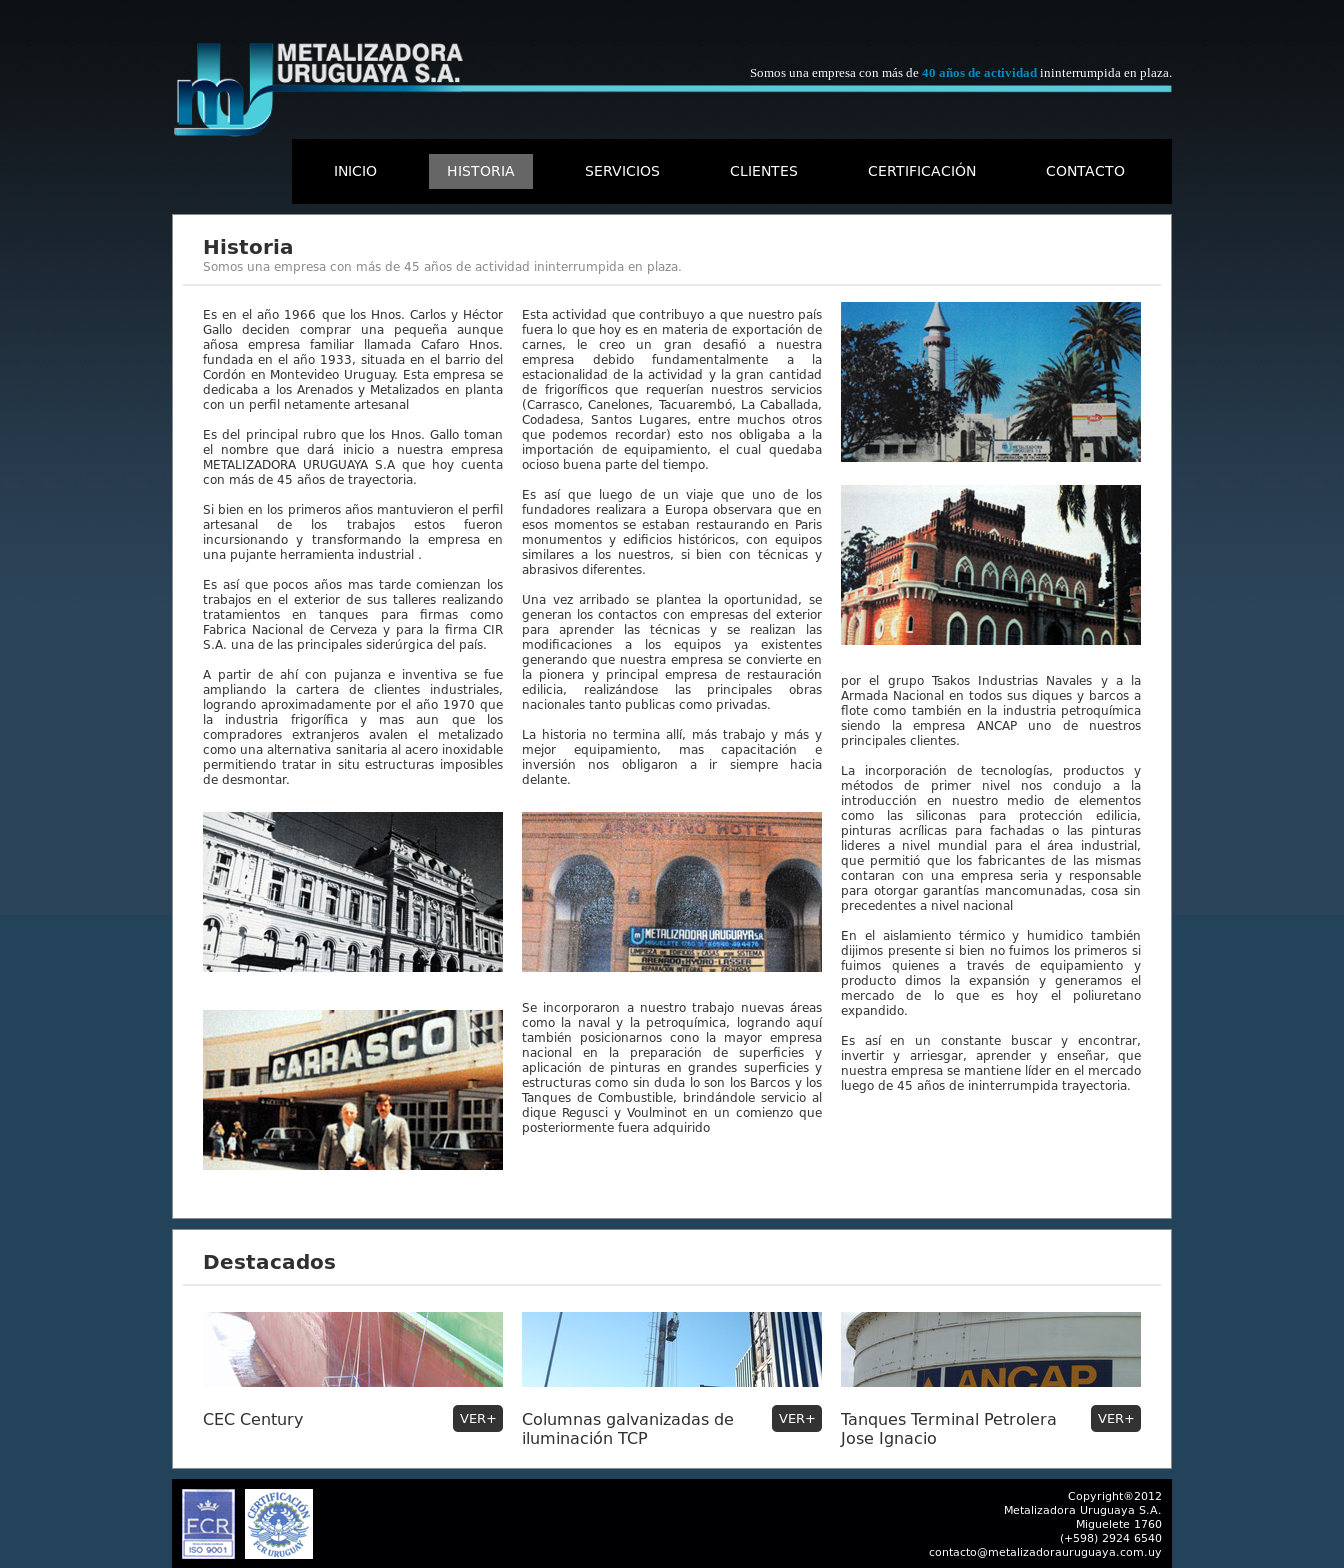 METALIZADORA
URUGUAYA S.A.
Somos una empresa con más de 40 años de actividad ininterrumpida en plaza.
INICIO
HISTORIA
SERVICIOS
CLIENTES
CERTIFICACIÓN
CONTACTO
Historia
Somos una empresa con más de 45 años de actividad ininterrumpida en plaza.
Es en el año 1966 que los Hnos. Carlos y Héctor
Gallo deciden comprar una pequeña aunque
añosa empresa familiar llamada Cafaro Hnos.
fundada en el año 1933, situada en el barrio del
Cordón en Montevideo Uruguay. Esta empresa se
dedicaba a los Arenados y Metalizados en planta
con un perfil netamente artesanal
Es del principal rubro que los Hnos. Gallo toman
el nombre que dará inicio a nuestra empresa
METALIZADORA URUGUAYA S.A que hoy cuenta
con más de 45 años de trayectoria.
Si bien en los primeros años mantuvieron el perfil
artesanal de los trabajos estos fueron
incursionando y transformando la empresa en
una pujante herramienta industrial .
Es así que pocos años mas tarde comienzan los
trabajos en el exterior de sus talleres realizando
tratamientos en tanques para firmas como
Fabrica Nacional de Cerveza y para la firma CIR
S.A. una de las principales siderúrgica del país.
A partir de ahí con pujanza e inventiva se fue
ampliando la cartera de clientes industriales,
logrando aproximadamente por el año 1970 que
la industria frigorífica y mas aun que los
compradores extranjeros avalen el metalizado
como una alternativa sanitaria al acero inoxidable
permitiendo tratar in situ estructuras imposibles
de desmontar.
CARRASCO
Esta actividad que contribuyo a que nuestro país
fuera lo que hoy es en materia de exportación de
carnes, le creo un gran desafió a nuestra
empresa debido fundamentalmente a la
estacionalidad de la actividad y la gran cantidad
de frigoríficos que requerían nuestros servicios
(Carrasco, Canelones, Tacuarembó, La Caballada,
Codadesa, Santos Lugares, entre muchos otros
que podemos recordar) esto nos obligaba a la
importación de equipamiento, el cual quedaba
ocioso buena parte del tiempo.
Es así que luego de un viaje que uno de los
fundadores realizara a Europa observara que en
esos momentos se estaban restaurando en Paris
monumentos y edificios históricos, con equipos
similares a los nuestros, si bien con técnicas y
abrasivos diferentes.
Una vez arribado se plantea la oportunidad, se
generan los contactos con empresas del exterior
para aprender las técnicas y se realizan las
modificaciones a los equipos ya existentes
generando que nuestra empresa se convierte en
la pionera y principal empresa de restauración
edilicia, realizándose las principales obras
nacionales tanto publicas como privadas.
La historia no termina allí, más trabajo y más y
mejor equipamiento, mas capacitación e
inversión nos obligaron a ir siempre hacia
delante.
ARGENTINO HOTEL
METALIZADORA URUGUAYA S.A.
LIMPIEZA DE EDIFICIOS Y CASAS POR SISTEMA
ARENADO E HYDRO-LASSER
REPARACION INTEGRAL DE FACHADAS
Se incorporaron a nuestro trabajo nuevas áreas
como la naval y la petroquímica, logrando aquí
también posicionarnos cono la mayor empresa
nacional en la preparación de superficies y
aplicación de pinturas en grandes superficies y
estructuras como sin duda lo son los Barcos y los
Tanques de Combustible, brindándole servicio al
dique Regusci y Voulminot en un comienzo que
posteriormente fuera adquirido
METALIZADORA
por el grupo Tsakos Industrias Navales y a la
Armada Nacional en todos sus diques y barcos a
flote como también en la industria petroquímica
siendo la empresa ANCAP uno de nuestros
principales clientes.
La incorporación de tecnologías, productos y
métodos de primer nivel nos condujo a la
introducción en nuestro medio de elementos
como las siliconas para protección edilicia,
pinturas acrílicas para fachadas o las pinturas
lideres a nivel mundial para el área industrial,
que permitió que los fabricantes de las mismas
contaran con una empresa seria y responsable
para otorgar garantías mancomunadas, cosa sin
precedentes a nivel nacional
En el aislamiento térmico y humidico también
dijimos presente si bien no fuimos los primeros si
fuimos quienes a través de equipamiento y
producto dimos la expansión y generamos el
mercado de lo que es hoy el poliuretano
expandido.
Es así en un constante buscar y encontrar,
invertir y arriesgar, aprender y enseñar, que
nuestra empresa se mantiene líder en el mercado
luego de 45 años de ininterrumpida trayectoria.
Destacados
ANCAP
CEC Century
VER+
Columnas galvanizadas de
iluminación TCP
VER+
Tanques Terminal Petrolera
Jose Ignacio
VER+
FCR
ISO 9001
CERTIFICACIÓN
FCR URUGUAY
Copyright®2012
Metalizadora Uruguaya S.A.
Miguelete 1760
(+598) 2924 6540
contacto@metalizadorauruguaya.com.uy